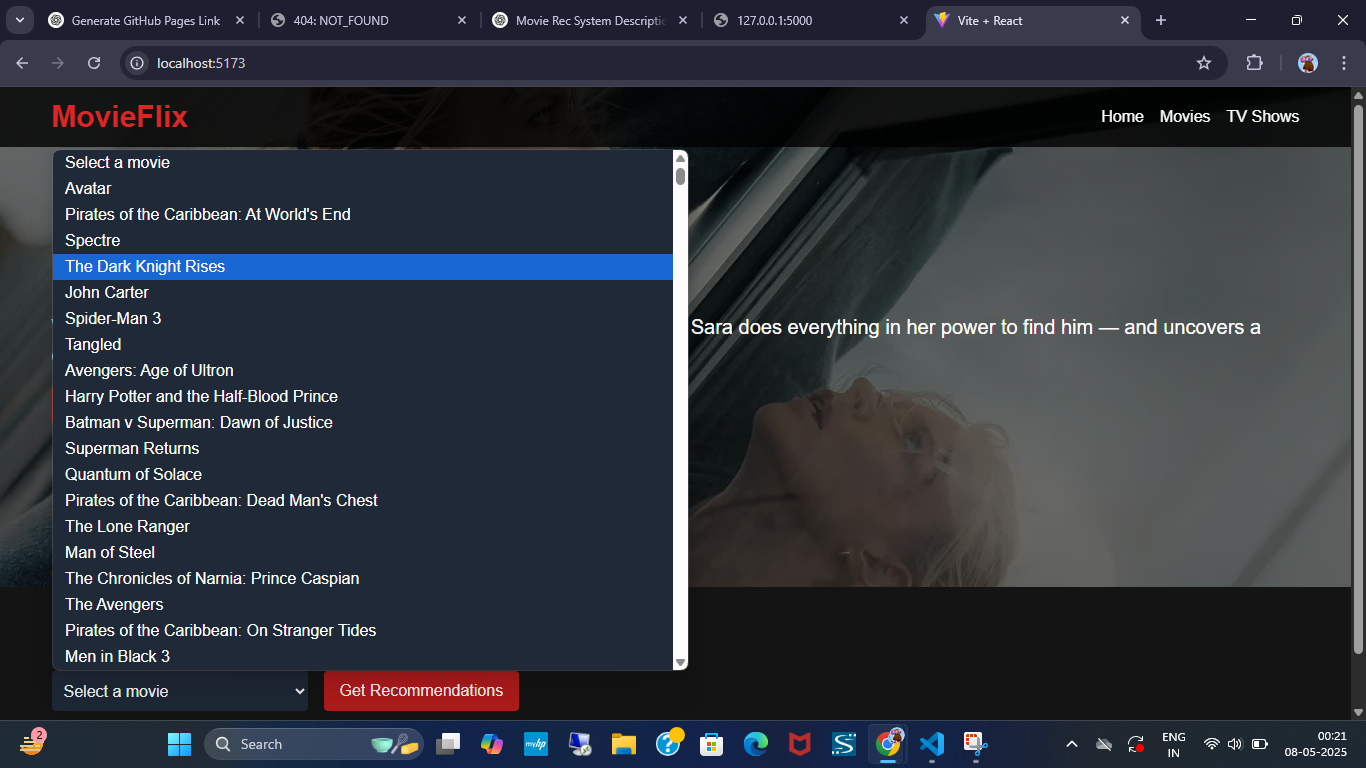 Generate GitHub Pages Link
404: NOT_FOUND
Movie Rec System Descriptio
127.0.0.1:5000
Vite + React
localhost:5173
MovieFlix
Home Movies TV Shows
Select a movie
Avatar
Pirates of the Caribbean: At World's End
Spectre
The Dark Knight Rises
John Carter
Spider-Man 3
Sara does everything in her power to find him — and uncovers a
Tangled
Avengers: Age of Ultron
Harry Potter and the Half-Blood Prince
Batman v Superman: Dawn of Justice
Superman Returns
Quantum of Solace
Pirates of the Caribbean: Dead Man's Chest
The Lone Ranger
Man of Steel
The Chronicles of Narnia: Prince Caspian
The Avengers
Pirates of the Caribbean: On Stranger Tides
Men in Black 3
Select a movie
Get Recommendations
2
Search
myhp
ENG
IN
00:21
08-05-2025